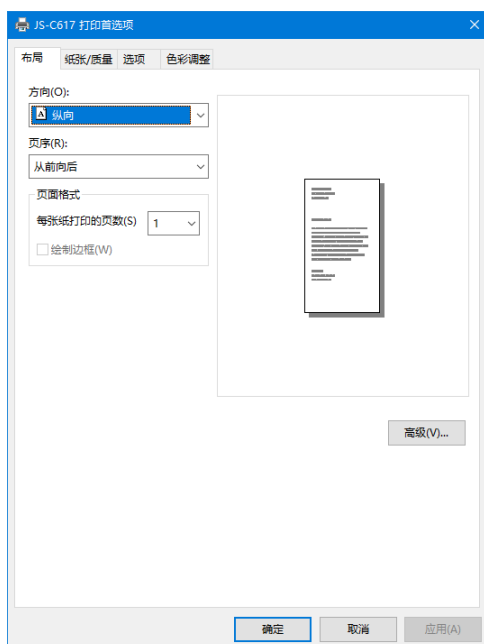 JS-C617 打印首选项
布局 纸张/质量 选项 色彩调整
方向(O):
A 纵向
页序(R):
从前向后
页面格式
每张纸打印的页数(S) 1
绘制边框(W)
高级(V)...
确定 取消 应用(A)